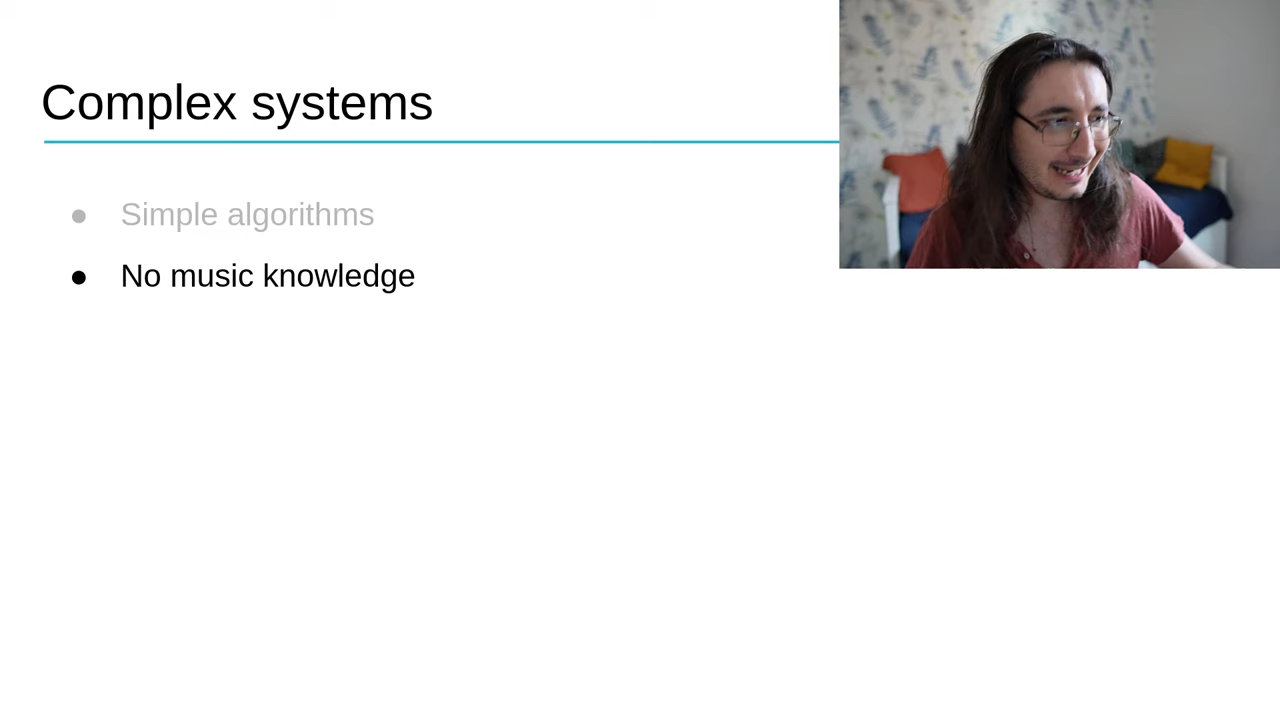 Complex systems
● Simple algorithms
● No music knowledge